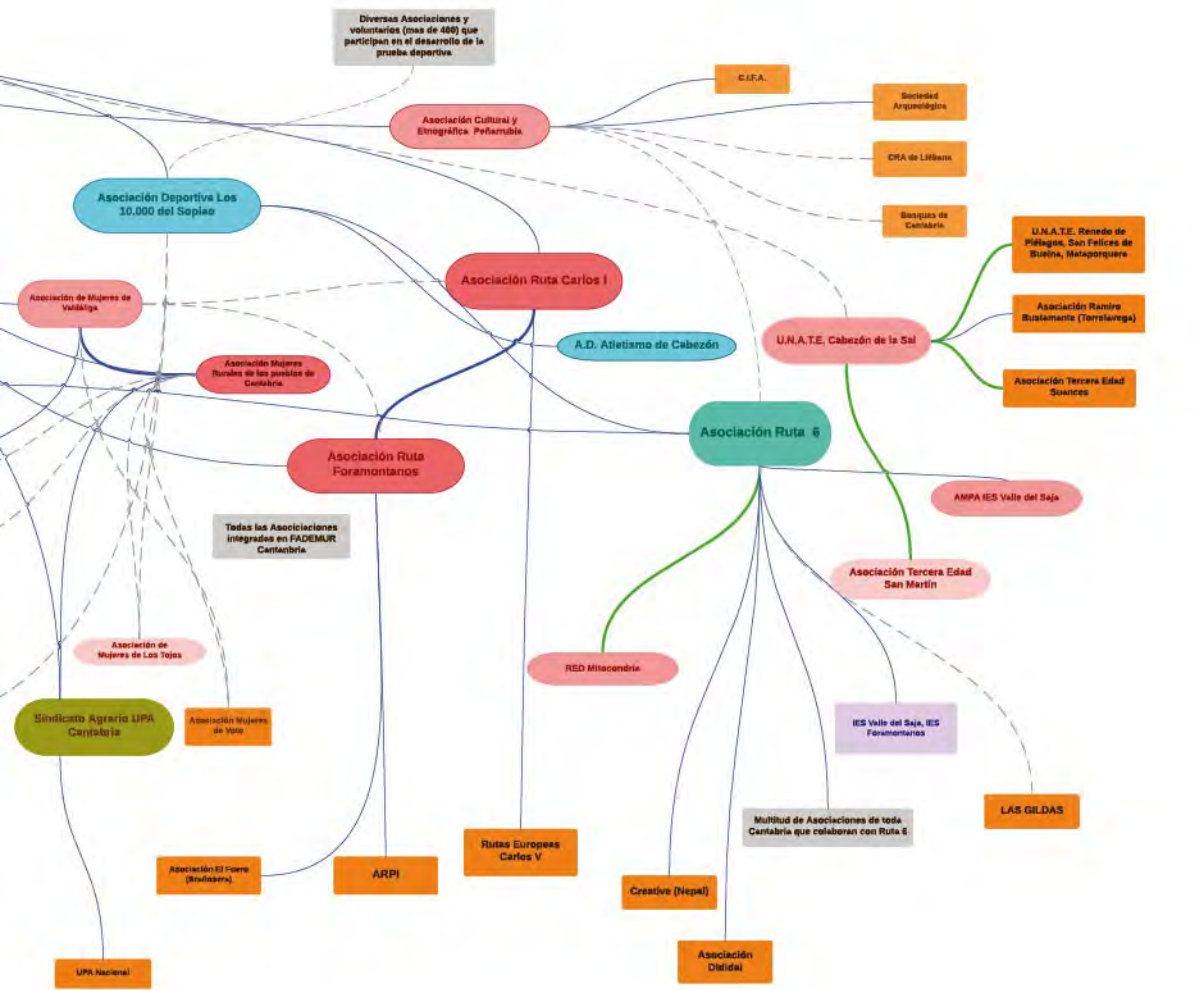 Diversas Asociaciones y
voluntarios (mas de 400) que
participan en el desarrollo de la
prueba deportiva
C.I.F.A.
Sociedad
Arqueológica
Asociación Cultural y
Etnográfica Peñarrubia
CRA de Liébana
Asociación Deportiva Los
10.000 del Soplao
Bosques de
Cantabria
U.N.A.T.E. Renedo de
Piélagos, San Felices de
Buelna, Mataporquera
Asociación Ruta Carlos I
Asociación de Mujeres de
Valdáliga
Asociación Ramiro
Bustamante (Torrelavega)
A.D. Atletismo de Cabezón
U.N.A.T.E. Cabezón de la Sal
Asociación Mujeres
Rurales de los pueblos de
Cantabria
Asociación Tercera Edad
Suances
Asociación Ruta 6
Asociación Ruta
Foramontanos
AMPA IES Valle del Saja
Todas las Asociciaciones
integradas en FADEMUR
Cantanbria
Asociación Tercera Edad
San Martín
Asociación de
Mujeres de Los Tojos
RED Mitocondria
Sindicato Agrario UPA
Cantabria
Asociación Mujeres
de Voto
IES Valle del Saja, IES
Foramontanos
LAS GILDAS
Multitud de Asociaciones de toda
Cantabria que colaboran con Ruta 6
Rutas Europeas
Carlos V
Asociación El Fuero
(Brañosera)
ARPI
Creative (Nepal)
Asociación
Dididai
UPA Nacional